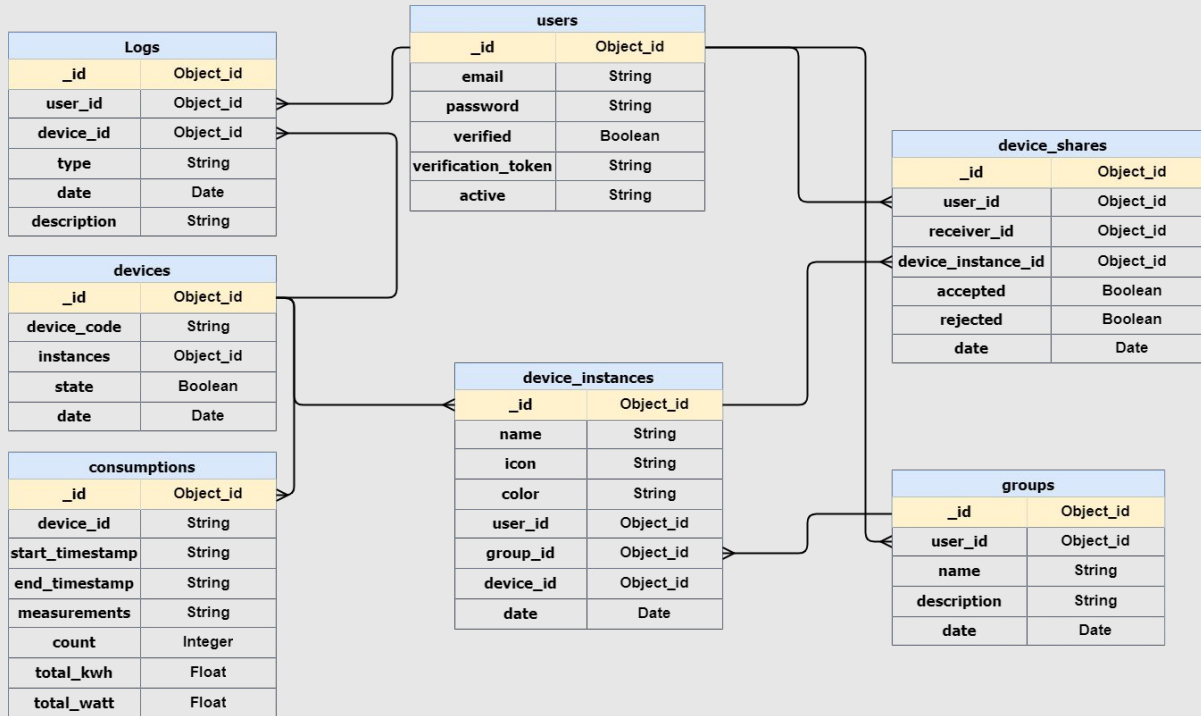 Logs
_id Object_id
user_id Object_id
device_id Object_id
type String
date Date
description String
users
_id Object_id
email String
password String
verified Boolean
verification_token String
active String
device_shares
_id Object_id
user_id Object_id
receiver_id Object_id
device_instance_id Object_id
accepted Boolean
rejected Boolean
date Date
devices
_id Object_id
device_code String
instances Object_id
state Boolean
date Date
device_instances
_id Object_id
name String
icon String
color String
user_id Object_id
group_id Object_id
device_id Object_id
date Date
consumptions
_id Object_id
device_id String
start_timestamp String
end_timestamp String
measurements String
count Integer
total_kwh Float
total_watt Float
groups
_id Object_id
user_id Object_id
name String
description String
date Date